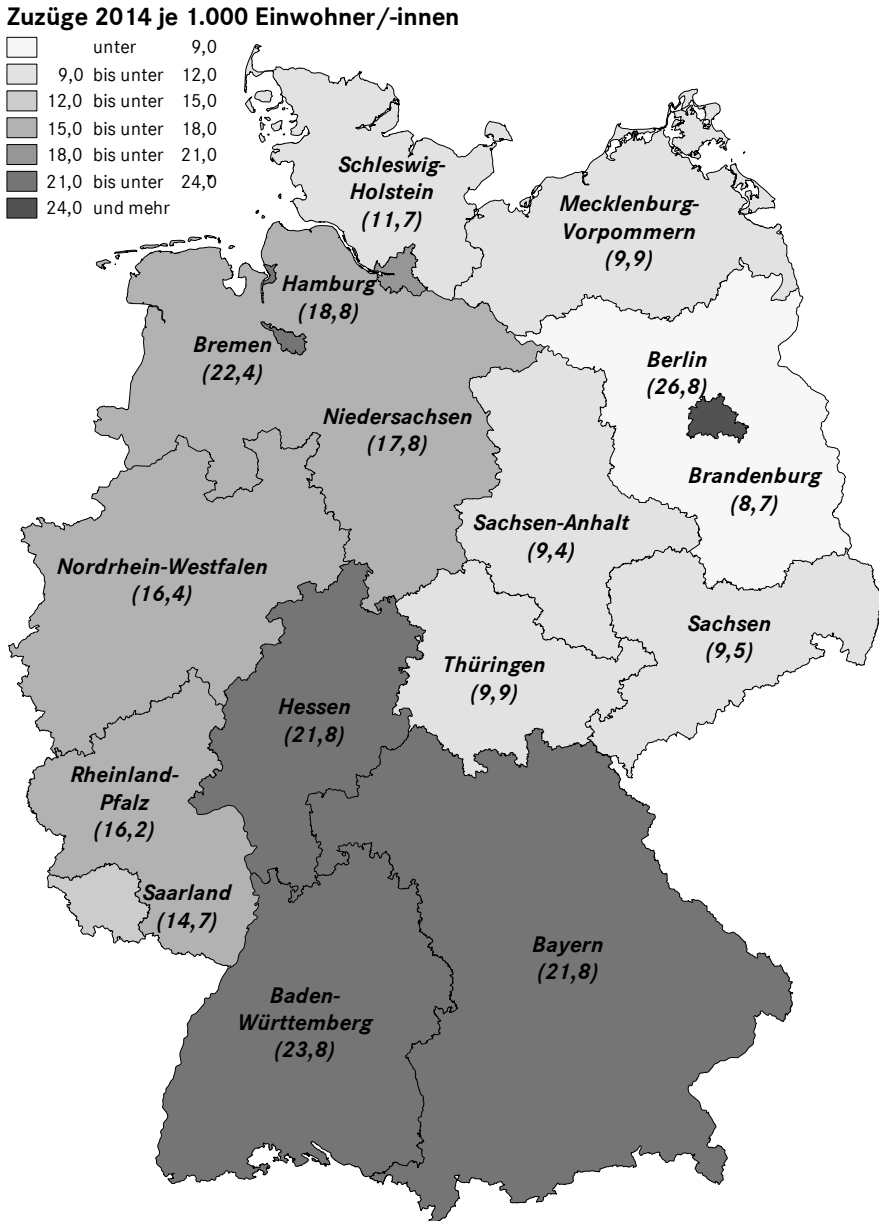 Zuzüge 2014 je 1.000 Einwohner/-innen
unter 9,0
9,0 bis unter 12,0
12,0 bis unter 15,0
15,0 bis unter 18,0
18,0 bis unter 21,0
21,0 bis unter 24,0
24,0 und mehr
Schleswig-
Holstein
(11,7)
Mecklenburg-
Vorpommern
(9,9)
Hamburg
(18,8)
Bremen
(22,4)
Berlin
(26,8)
Niedersachsen
(17,8)
Brandenburg
(8,7)
Sachsen-Anhalt
(9,4)
Nordrhein-Westfalen
(16,4)
Sachsen
(9,5)
Thüringen
(9,9)
Hessen
(21,8)
Rheinland-
Pfalz
(16,2)
Saarland
(14,7)
Bayern
(21,8)
Baden-
Württemberg
(23,8)